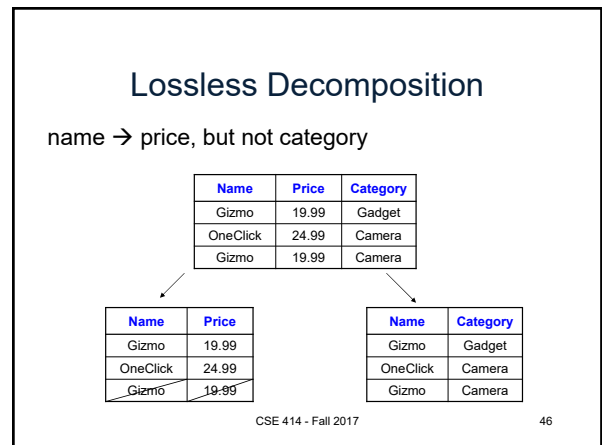 Lossless Decomposition
name → price, but not category
Name Price Category
Gizmo 19.99 Gadget
OneClick 24.99 Camera
Gizmo 19.99 Camera
Name Price
Gizmo 19.99
OneClick 24.99
Gizmo 19.99
Name Category
Gizmo Gadget
OneClick Camera
Gizmo Camera
CSE 414 - Fall 2017 46